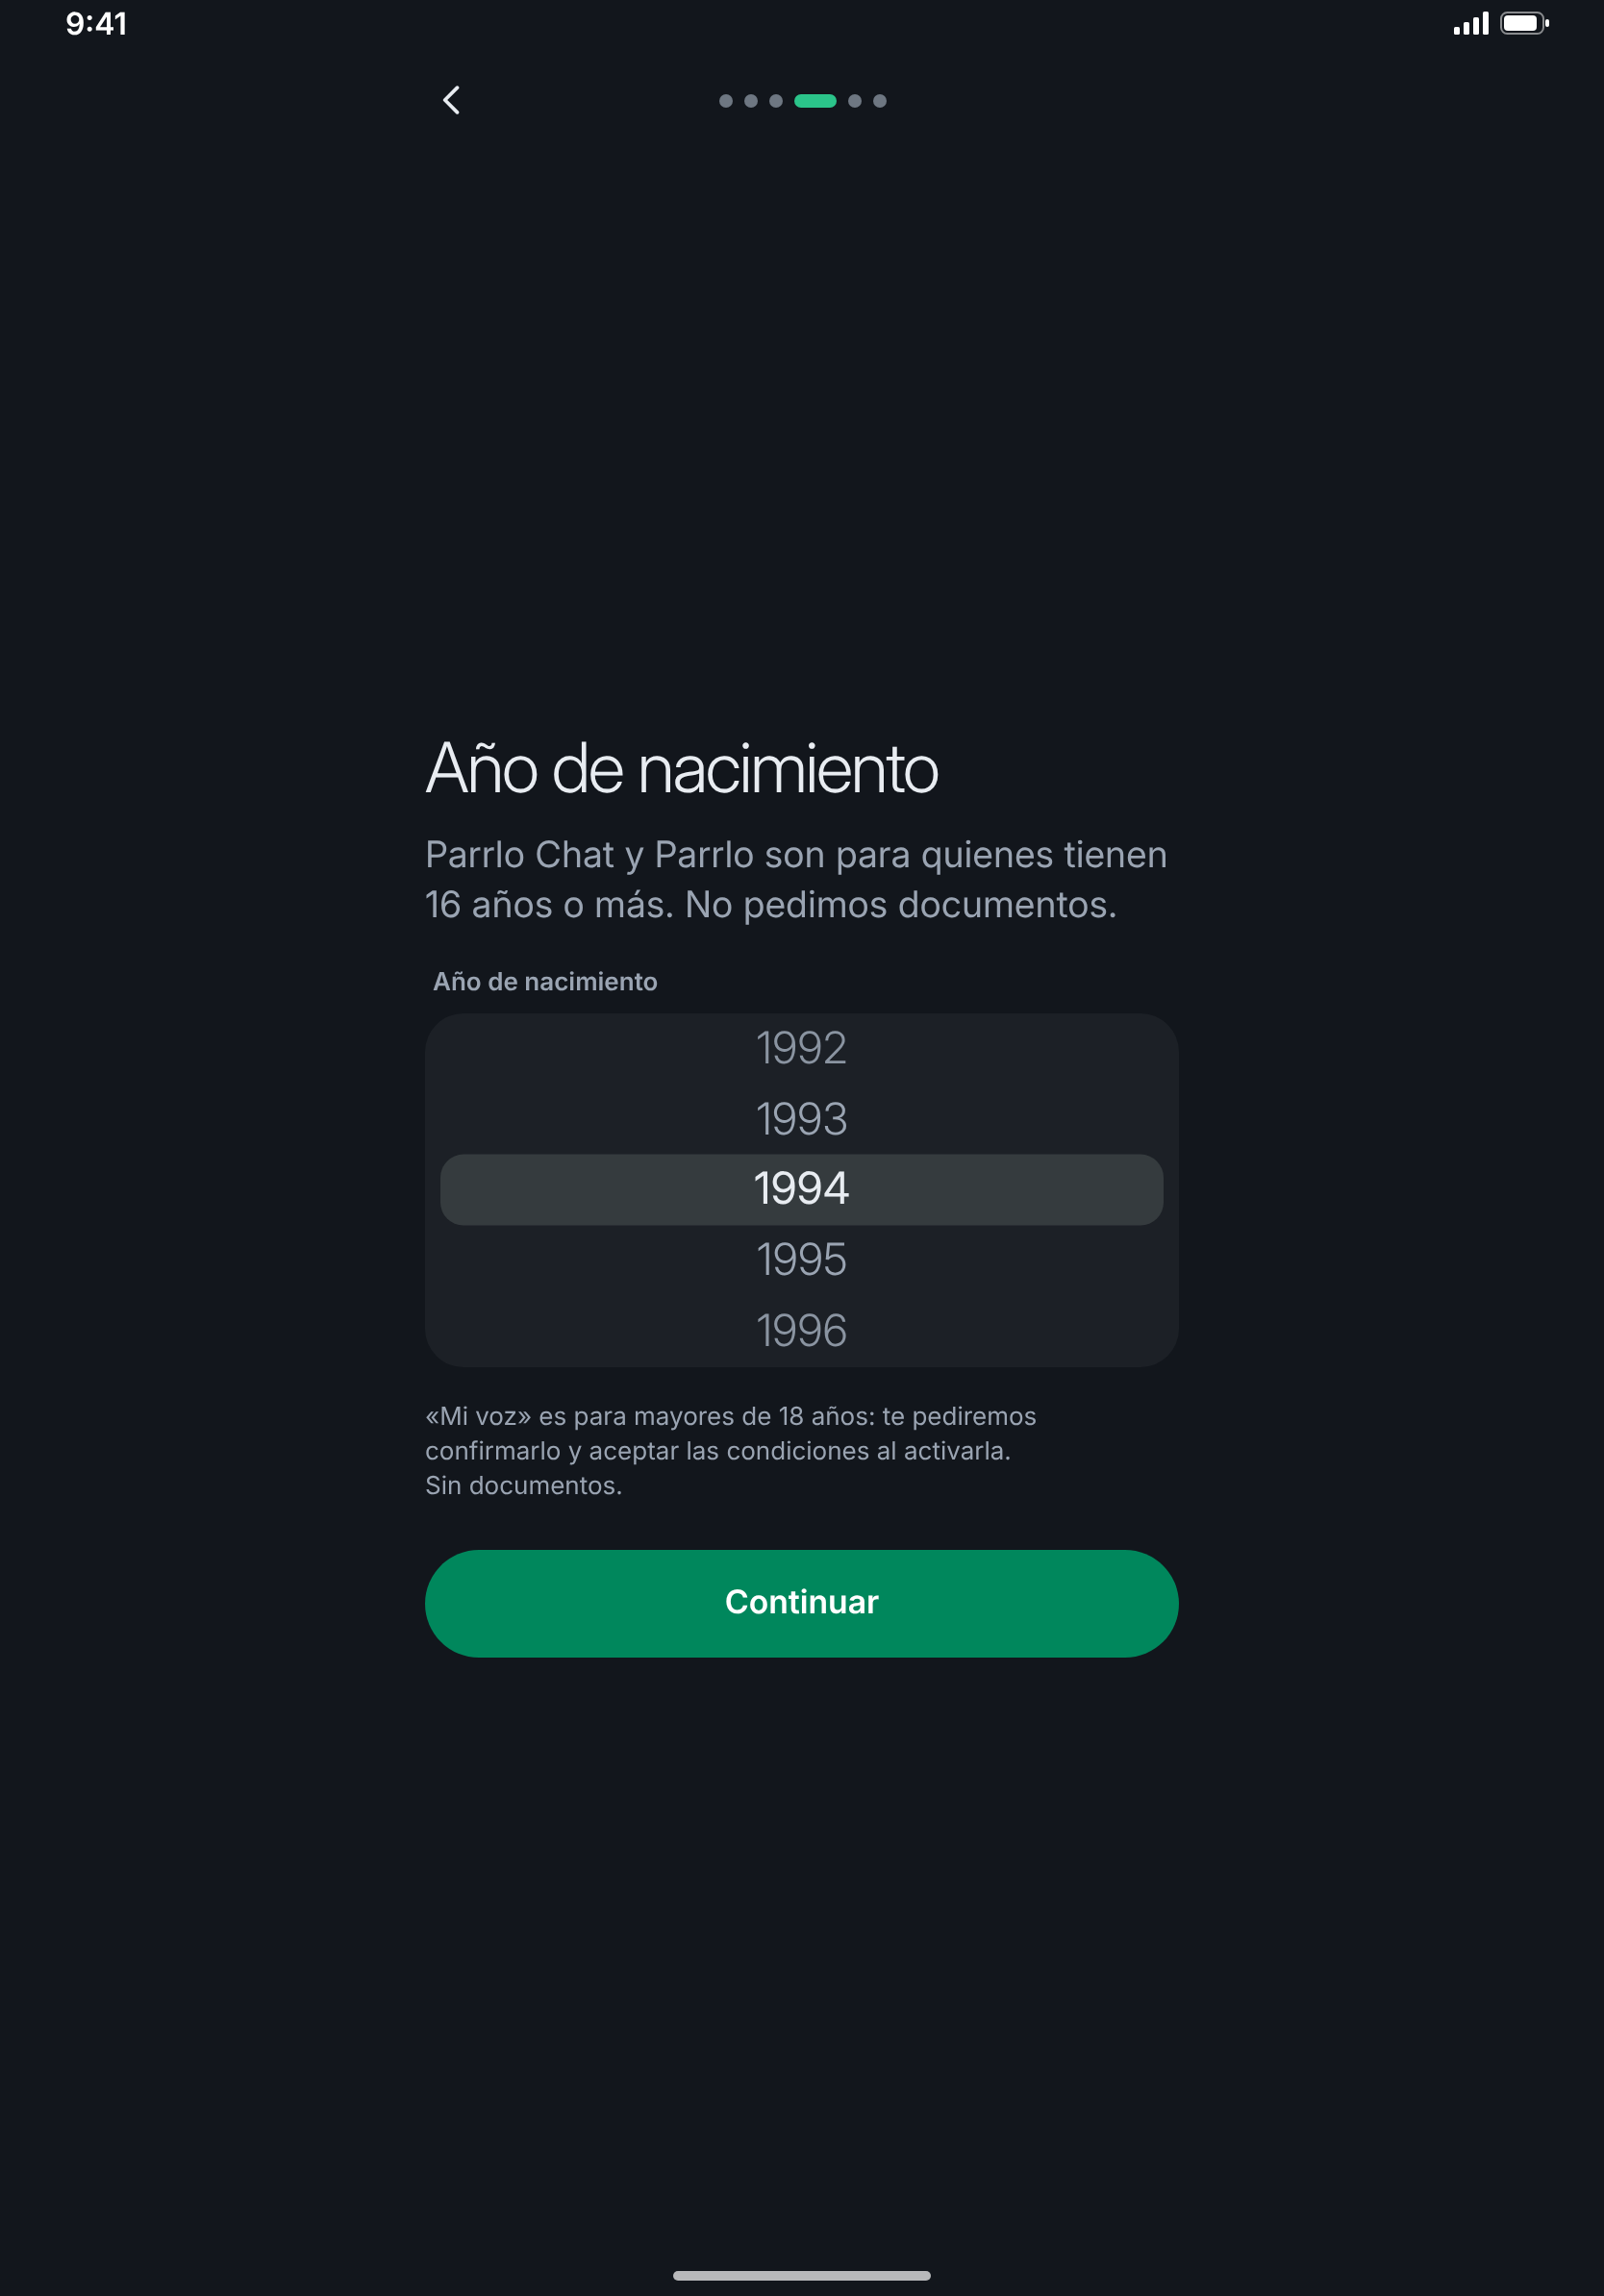 9:41
Año de nacimiento
Parrlo Chat y Parrlo son para quienes tienen
16 años o más. No pedimos documentos.
Año de nacimiento
1992
1993
1994
1995
1996
«Mi voz» es para mayores de 18 años: te pediremos
confirmarlo y aceptar las condiciones al activarla.
Sin documentos.
Continuar